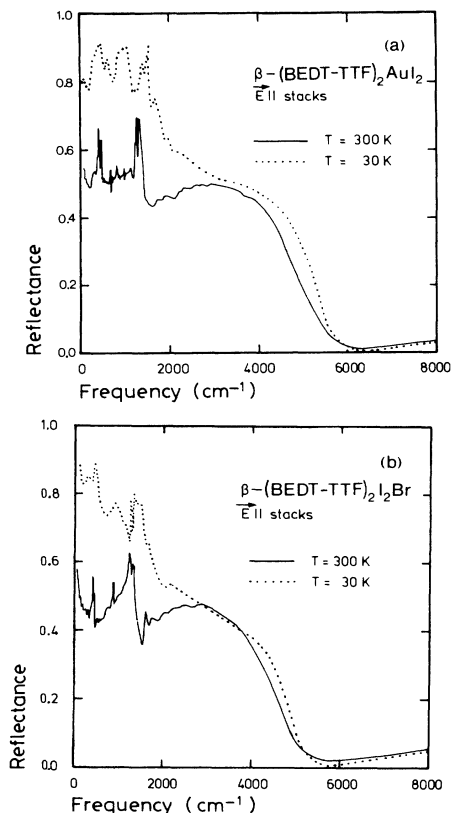 1.0
(a)
β-(BEDT-TTF)₂AuI₂
E II stacks
0.8
T = 300 K
T = 30 K
0.6
0.4
0.2
0.0
Reflectance
0 2000 4000 6000 8000
Frequency (cm⁻¹)
1.0
(b)
β-(BEDT-TTF)₂I₂Br
E II stacks
0.8
T = 300 K
T = 30 K
0.6
0.4
0.2
0.0
Reflectance
0 2000 4000 6000 8000
Frequency (cm⁻¹)